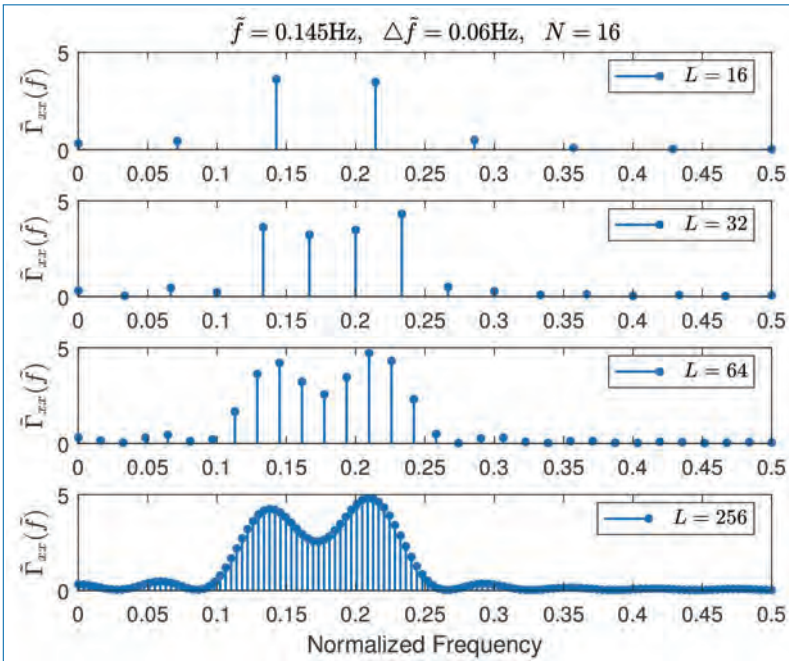 f̃ = 0.145Hz, △f̃ = 0.06Hz, N = 16
5
0
Γ̃xx(f̃)
L = 16
0 0.05 0.1 0.15 0.2 0.25 0.3 0.35 0.4 0.45 0.5
5
0
Γ̃xx(f̃)
L = 32
0 0.05 0.1 0.15 0.2 0.25 0.3 0.35 0.4 0.45 0.5
5
0
Γ̃xx(f̃)
L = 64
0 0.05 0.1 0.15 0.2 0.25 0.3 0.35 0.4 0.45 0.5
5
0
Γ̃xx(f̃)
L = 256
0 0.05 0.1 0.15 0.2 0.25 0.3 0.35 0.4 0.45 0.5
Normalized Frequency